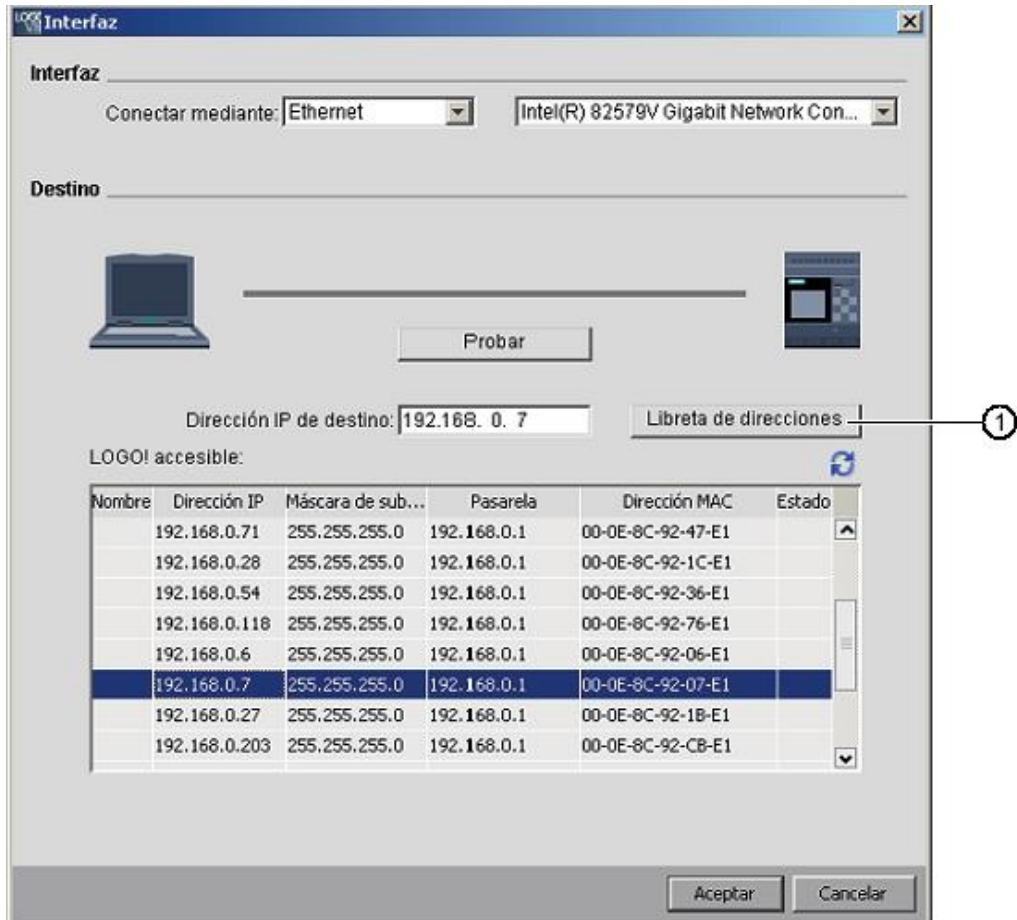 LOGO! Interfaz
Interfaz
Conectar mediante: Ethernet Intel(R) 82579V Gigabit Network Con...
Destino
Probar
Dirección IP de destino: 192.168. 0. 7 Libreta de direcciones 1
LOGO! accesible:
Nombre Dirección IP Máscara de sub... Pasarela Dirección MAC Estado
192.168.0.71 255.255.255.0 192.168.0.1 00-0E-8C-92-47-E1
192.168.0.28 255.255.255.0 192.168.0.1 00-0E-8C-92-1C-E1
192.168.0.54 255.255.255.0 192.168.0.1 00-0E-8C-92-36-E1
192.168.0.118 255.255.255.0 192.168.0.1 00-0E-8C-92-76-E1
192.168.0.6 255.255.255.0 192.168.0.1 00-0E-8C-92-06-E1
192.168.0.7 255.255.255.0 192.168.0.1 00-0E-8C-92-07-E1
192.168.0.27 255.255.255.0 192.168.0.1 00-0E-8C-92-1B-E1
192.168.0.203 255.255.255.0 192.168.0.1 00-0E-8C-92-CB-E1
Aceptar Cancelar